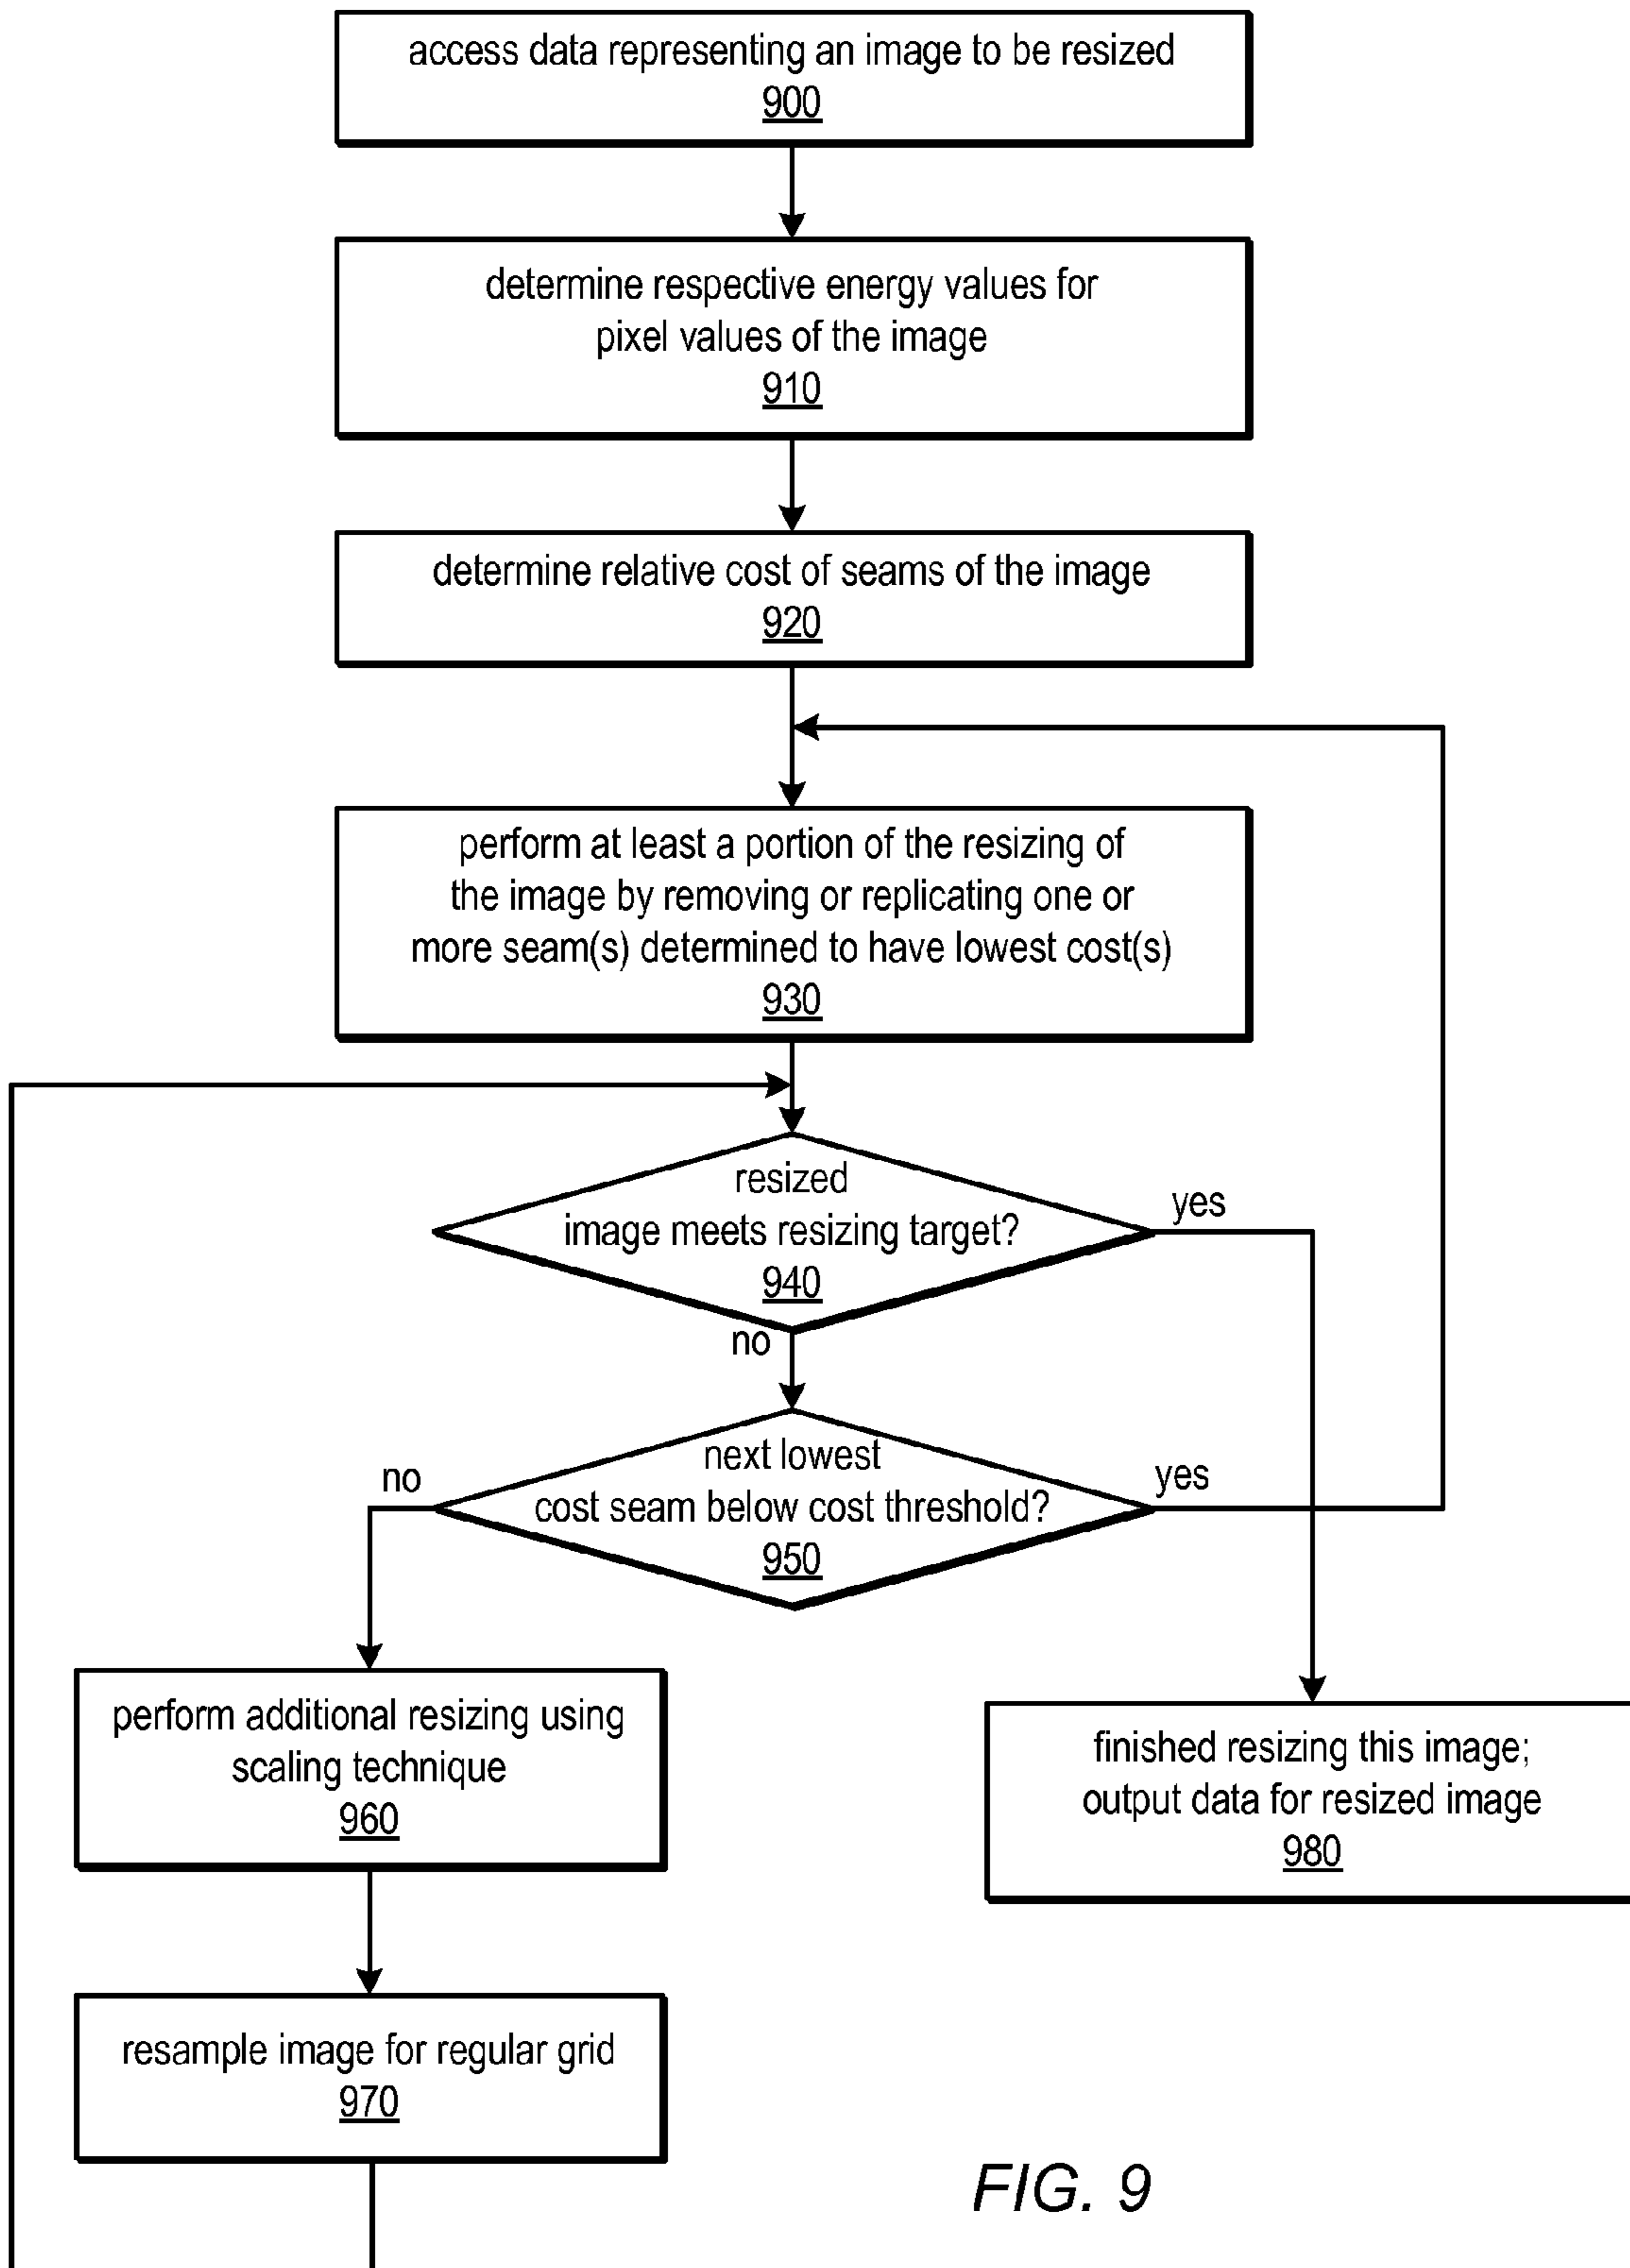 access data representing an image to be resized
900
determine respective energy values for
pixel values of the image
910
determine relative cost of seams of the image
920
perform at least a portion of the resizing of
the image by removing or replicating one or
more seam(s) determined to have lowest cost(s)
930
resized
image meets resizing target?
940
yes
no
next lowest
cost seam below cost threshold?
950
no
yes
perform additional resizing using
scaling technique
960
finished resizing this image;
output data for resized image
980
resample image for regular grid
970
FIG. 9